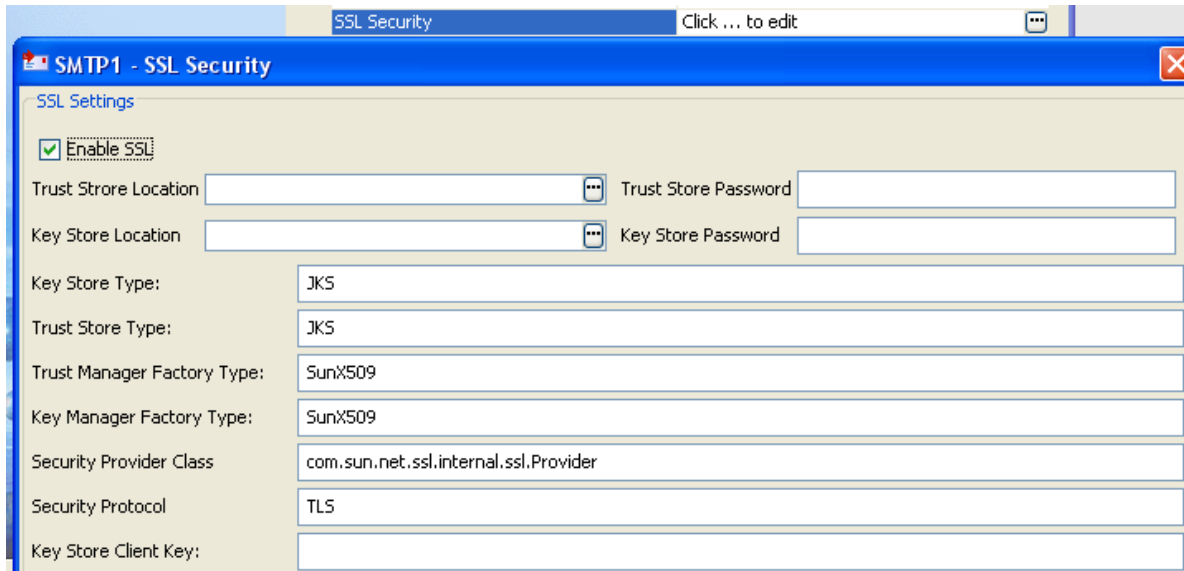 SSL Security Click ... to edit
SMTP1 - SSL Security
SSL Settings
Enable SSL
Trust Strore Location Trust Store Password
Key Store Location Key Store Password
Key Store Type: JKS
Trust Store Type: JKS
Trust Manager Factory Type: SunX509
Key Manager Factory Type: SunX509
Security Provider Class com.sun.net.ssl.internal.ssl.Provider
Security Protocol TLS
Key Store Client Key: